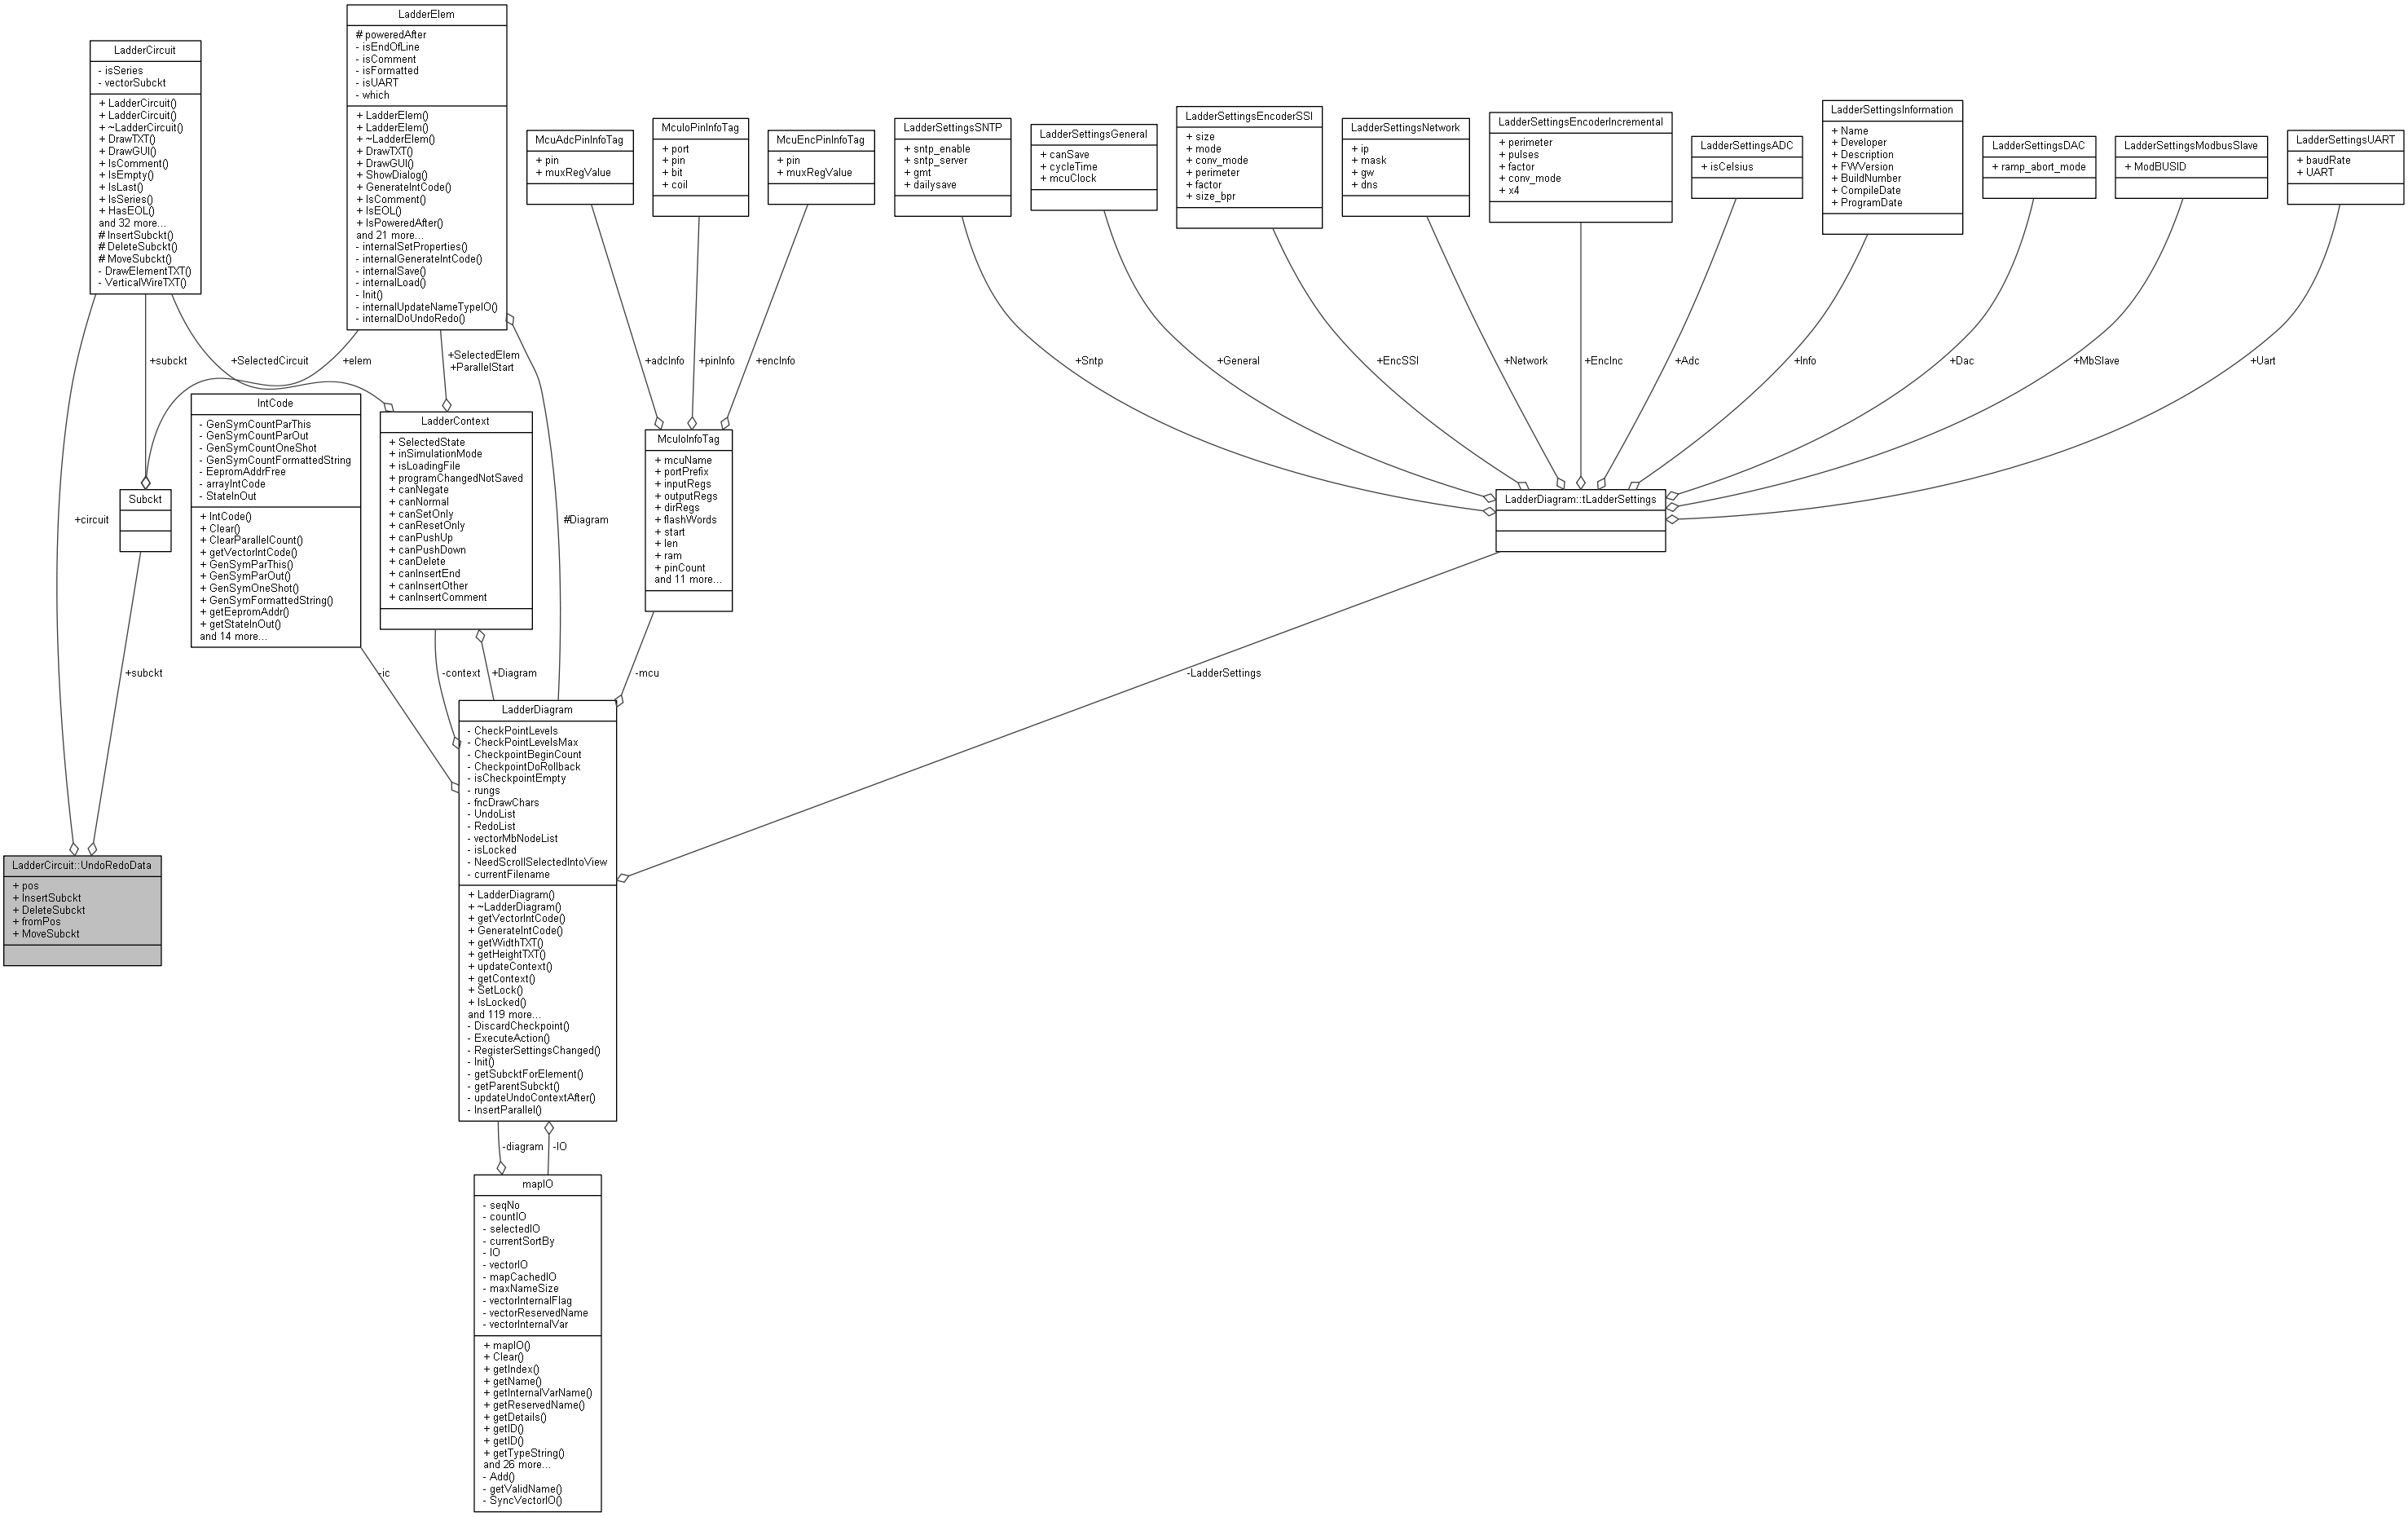 LadderElem
# poweredAfter
- isEndOfLine
- isComment
- isFormatted
- isUART
- which
+ LadderElem()
+ LadderElem()
+ ~LadderElem()
+ DrawTXT()
+ DrawGUI()
+ ShowDialog()
+ GenerateIntCode()
+ IsComment()
+ IsEOL()
+ IsPoweredAfter()
and 21 more...
- internalSetProperties()
- internalGenerateIntCode()
- internalSave()
- internalLoad()
- Init()
- internalUpdateNameTypeIO()
- internalDoUndoRedo()
LadderCircuit
- isSeries
- vectorSubckt
+ LadderCircuit()
+ LadderCircuit()
+ ~LadderCircuit()
+ DrawTXT()
+ DrawGUI()
+ IsComment()
+ IsEmpty()
+ IsLast()
+ IsSeries()
+ HasEOL()
and 32 more...
# InsertSubckt()
# DeleteSubckt()
# MoveSubckt()
- DrawElementTXT()
- VerticalWireTXT()
McuAdcPinInfoTag
+ pin
+ muxRegValue
McuIoPinInfoTag
+ port
+ pin
+ bit
+ coil
McuEncPinInfoTag
+ pin
+ muxRegValue
LadderSettingsSNTP
+ sntp_enable
+ sntp_server
+ gmt
+ dailysave
LadderSettingsGeneral
+ canSave
+ cycleTime
+ mcuClock
LadderSettingsEncoderSSI
+ size
+ mode
+ conv_mode
+ perimeter
+ factor
+ size_bpr
LadderSettingsNetwork
+ ip
+ mask
+ gw
+ dns
LadderSettingsEncoderIncremental
+ perimeter
+ pulses
+ factor
+ conv_mode
+ x4
LadderSettingsADC
+ isCelsius
LadderSettingsInformation
+ Name
+ Developer
+ Description
+ FWVersion
+ BuildNumber
+ CompileDate
+ ProgramDate
LadderSettingsDAC
+ ramp_abort_mode
LadderSettingsModbusSlave
+ ModBUSID
LadderSettingsUART
+ baudRate
+ UART
+subckt
+SelectedCircuit
+elem
+SelectedElem
+ParallelStart
+adcInfo
+pinInfo
+encInfo
+Sntp
+General
+EncSSI
+Network
+EncInc
+Adc
+Info
+Dac
+MbSlave
+Uart
IntCode
- GenSymCountParThis
- GenSymCountParOut
- GenSymCountOneShot
- GenSymCountFormattedString
- EepromAddrFree
- arrayIntCode
- StateInOut
+ IntCode()
+ Clear()
+ ClearParallelCount()
+ getVectorIntCode()
+ GenSymParThis()
+ GenSymParOut()
+ GenSymOneShot()
+ GenSymFormattedString()
+ getEepromAddr()
+ getStateInOut()
and 14 more...
LadderContext
+ SelectedState
+ inSimulationMode
+ isLoadingFile
+ programChangedNotSaved
+ canNegate
+ canNormal
+ canSetOnly
+ canResetOnly
+ canPushUp
+ canPushDown
+ canDelete
+ canInsertEnd
+ canInsertOther
+ canInsertComment
McuIoInfoTag
+ mcuName
+ portPrefix
+ inputRegs
+ outputRegs
+ dirRegs
+ flashWords
+ start
+ len
+ ram
+ pinCount
and 11 more...
Subckt
LadderDiagram::tLadderSettings
+circuit
#Diagram
+subckt
-ic
-context
+Diagram
-mcu
-LadderSettings
LadderDiagram
- CheckPointLevels
- CheckPointLevelsMax
- CheckpointBeginCount
- CheckpointDoRollback
- isCheckpointEmpty
- rungs
- fncDrawChars
- UndoList
- RedoList
- vectorMbNodeList
- isLocked
- NeedScrollSelectedIntoView
- currentFilename
+ LadderDiagram()
+ ~LadderDiagram()
+ getVectorIntCode()
+ GenerateIntCode()
+ getWidthTXT()
+ getHeightTXT()
+ updateContext()
+ getContext()
+ SetLock()
+ IsLocked()
and 119 more...
- DiscardCheckpoint()
- ExecuteAction()
- RegisterSettingsChanged()
- Init()
- getSubcktForElement()
- getParentSubckt()
- updateUndoContextAfter()
- InsertParallel()
LadderCircuit::UndoRedoData
+ pos
+ InsertSubckt
+ DeleteSubckt
+ fromPos
+ MoveSubckt
-diagram
-IO
mapIO
- seqNo
- countIO
- selectedIO
- currentSortBy
- IO
- vectorIO
- mapCachedIO
- maxNameSize
- vectorInternalFlag
- vectorReservedName
- vectorInternalVar
+ mapIO()
+ Clear()
+ getIndex()
+ getName()
+ getInternalVarName()
+ getReservedName()
+ getDetails()
+ getID()
+ getID()
+ getTypeString()
and 26 more...
- Add()
- getValidName()
- SyncVectorIO()